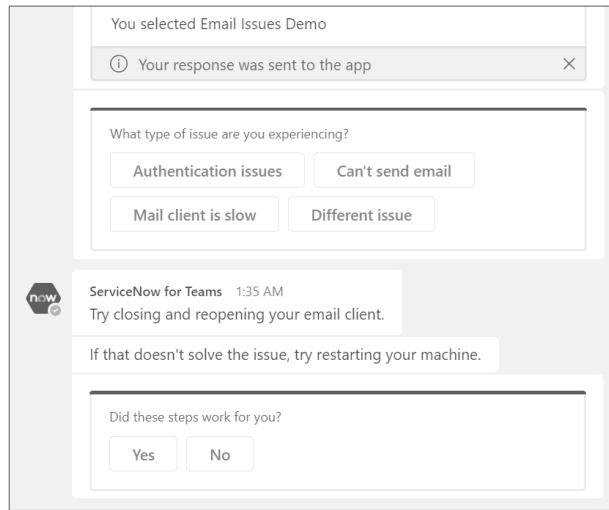 You selected Email Issues Demo
Your response was sent to the app
What type of issue are you experiencing?
Authentication issues Can't send email
Mail client is slow Different issue
now
ServiceNow for Teams 1:35 AM
Try closing and reopening your email client.
If that doesn't solve the issue, try restarting your machine.
Did these steps work for you?
Yes No